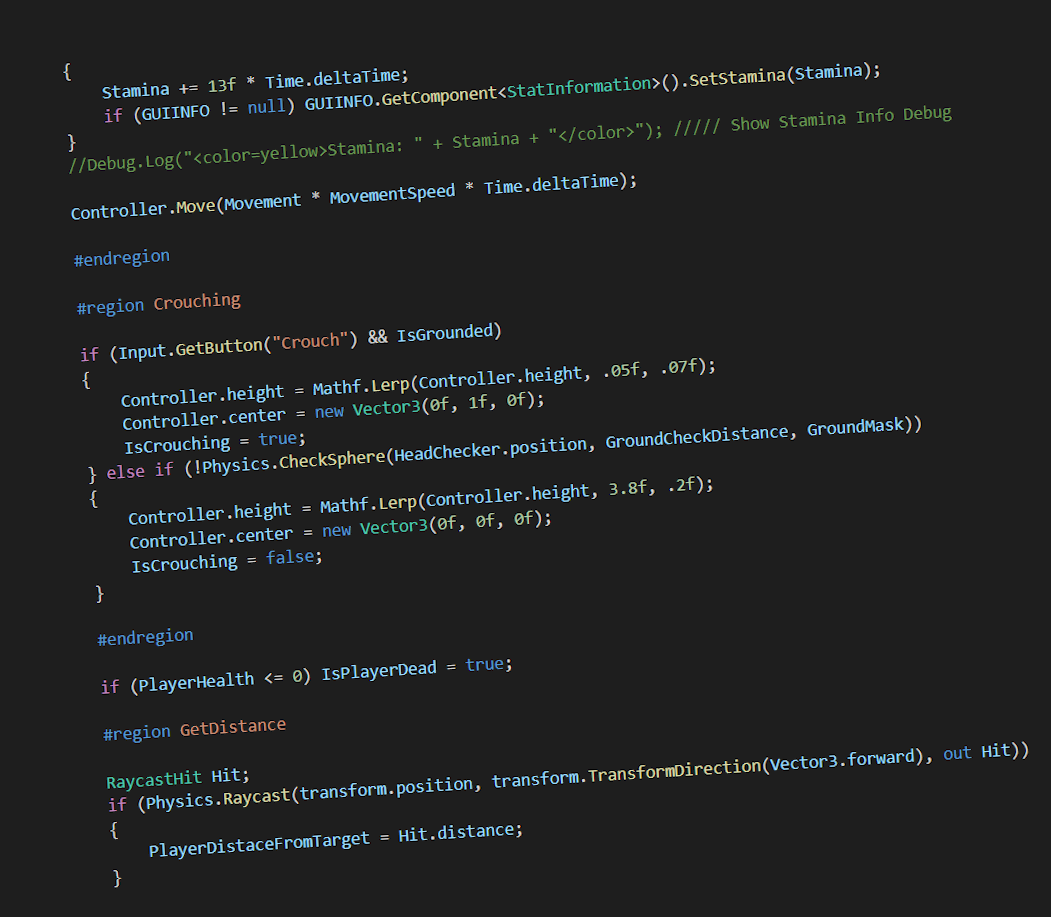 {
Stamina += 13f * Time.deltaTime;
if (GUIINFO != null) GUIINFO.GetComponent<StatInformation>().SetStamina(Stamina);
}
//Debug.Log("<color=yellow>Stamina: " + Stamina + "</color>"); ///// Show Stamina Info Debug
Controller.Move(Movement * MovementSpeed * Time.deltaTime);
#endregion
#region Crouching
if (Input.GetButton("Crouch") && IsGrounded)
{
Controller.height = Mathf.Lerp(Controller.height, .05f, .07f);
Controller.center = new Vector3(0f, 1f, 0f);
IsCrouching = true;
} else if (!Physics.CheckSphere(HeadChecker.position, GroundCheckDistance, GroundMask))
{
Controller.height = Mathf.Lerp(Controller.height, 3.8f, .2f);
Controller.center = new Vector3(0f, 0f, 0f);
IsCrouching = false;
}
#endregion
if (PlayerHealth <= 0) IsPlayerDead = true;
#region GetDistance
RaycastHit Hit;
if (Physics.Raycast(transform.position, transform.TransformDirection(Vector3.forward), out Hit))
{
PlayerDistaceFromTarget = Hit.distance;
}